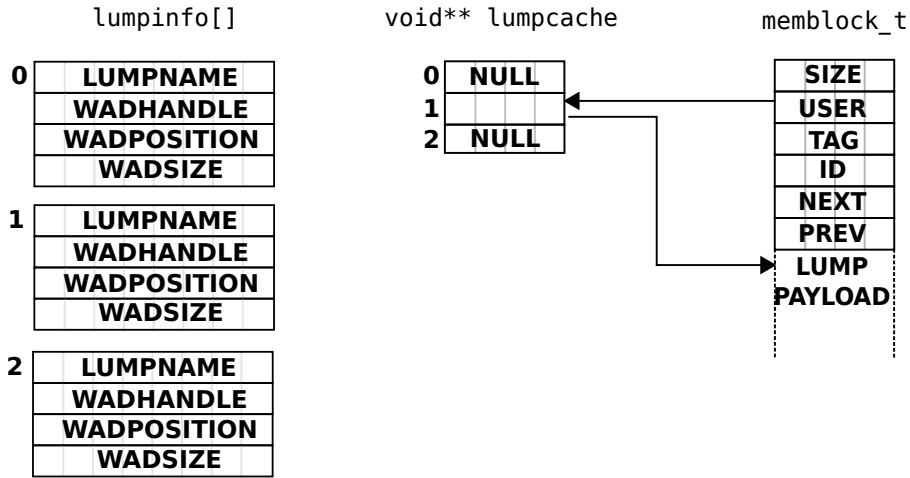 lumpinfo[]
0 LUMPNAME
WADHANDLE
WADPOSITION
WADSIZE
1 LUMPNAME
WADHANDLE
WADPOSITION
WADSIZE
2 LUMPNAME
WADHANDLE
WADPOSITION
WADSIZE
void** lumpcache
0 NULL
1
2 NULL
memblock_t
SIZE
USER
TAG
ID
NEXT
PREV
LUMP
PAYLOAD